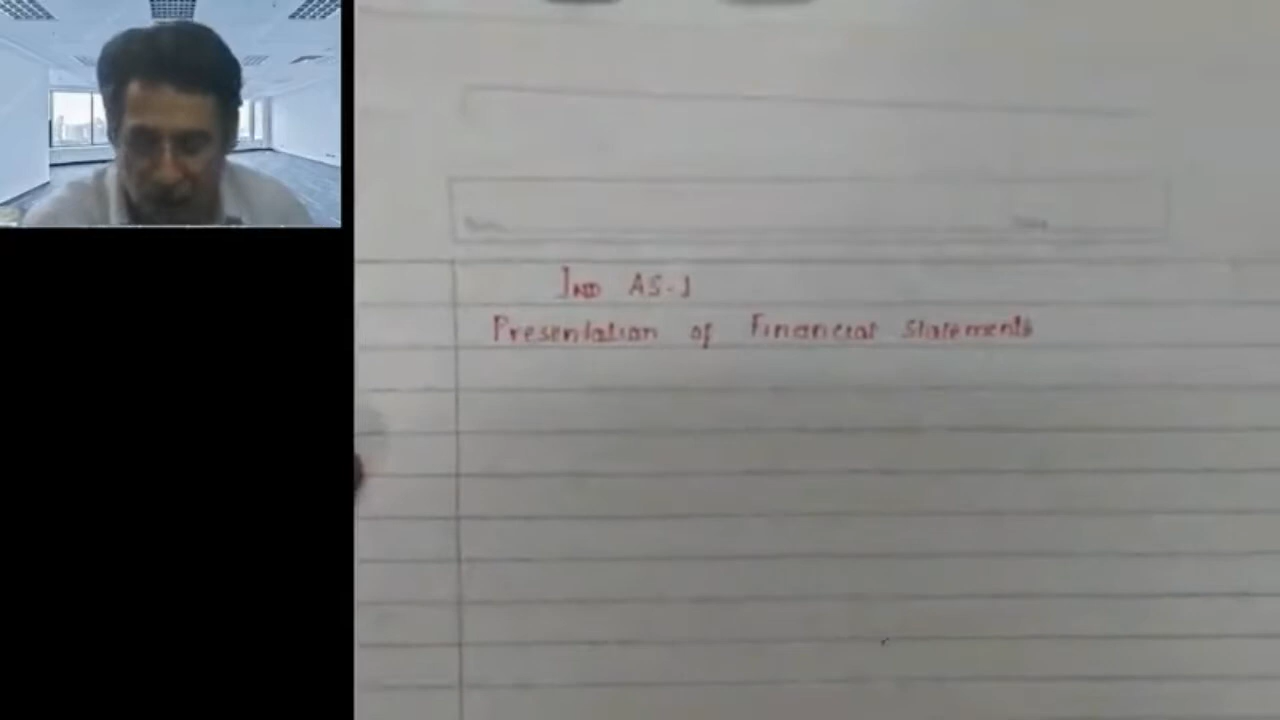 IND AS-1
Presentation of Financial Statements